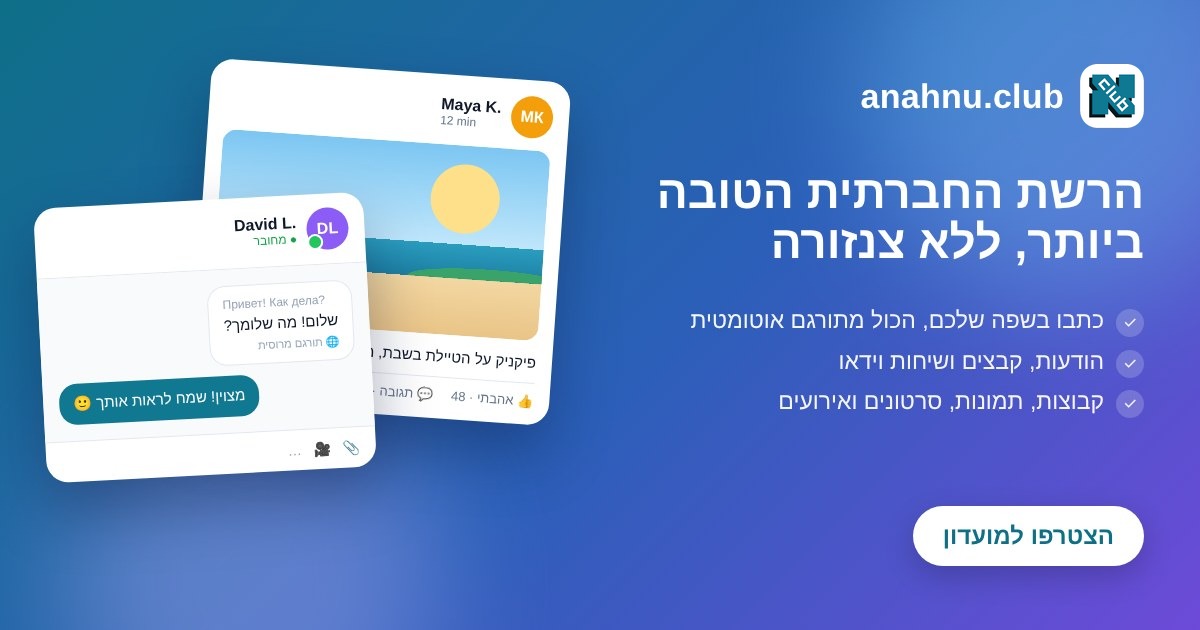 anahnu.club
club
הרשת החברתית הטובה
ביותר, ללא צנזורה
כתבו בשפה שלכם, הכול מתורגם אוטומטית
הודעות, קבצים ושיחות וידאו
קבוצות, תמונות, סרטונים ואירועים
הצטרפו למועדון
Maya K.
MK
12 min
פיקניק על הטיילת בשבת,
👍 אהבתי · 48
💬 תגובה ·
David L.
DL
● מחובר
Привет! Как дела?
שלום! מה שלומך?
🌐 תורגם מרוסית
מצוין! שמח לראות אותך 🙂
📎 🎥 …